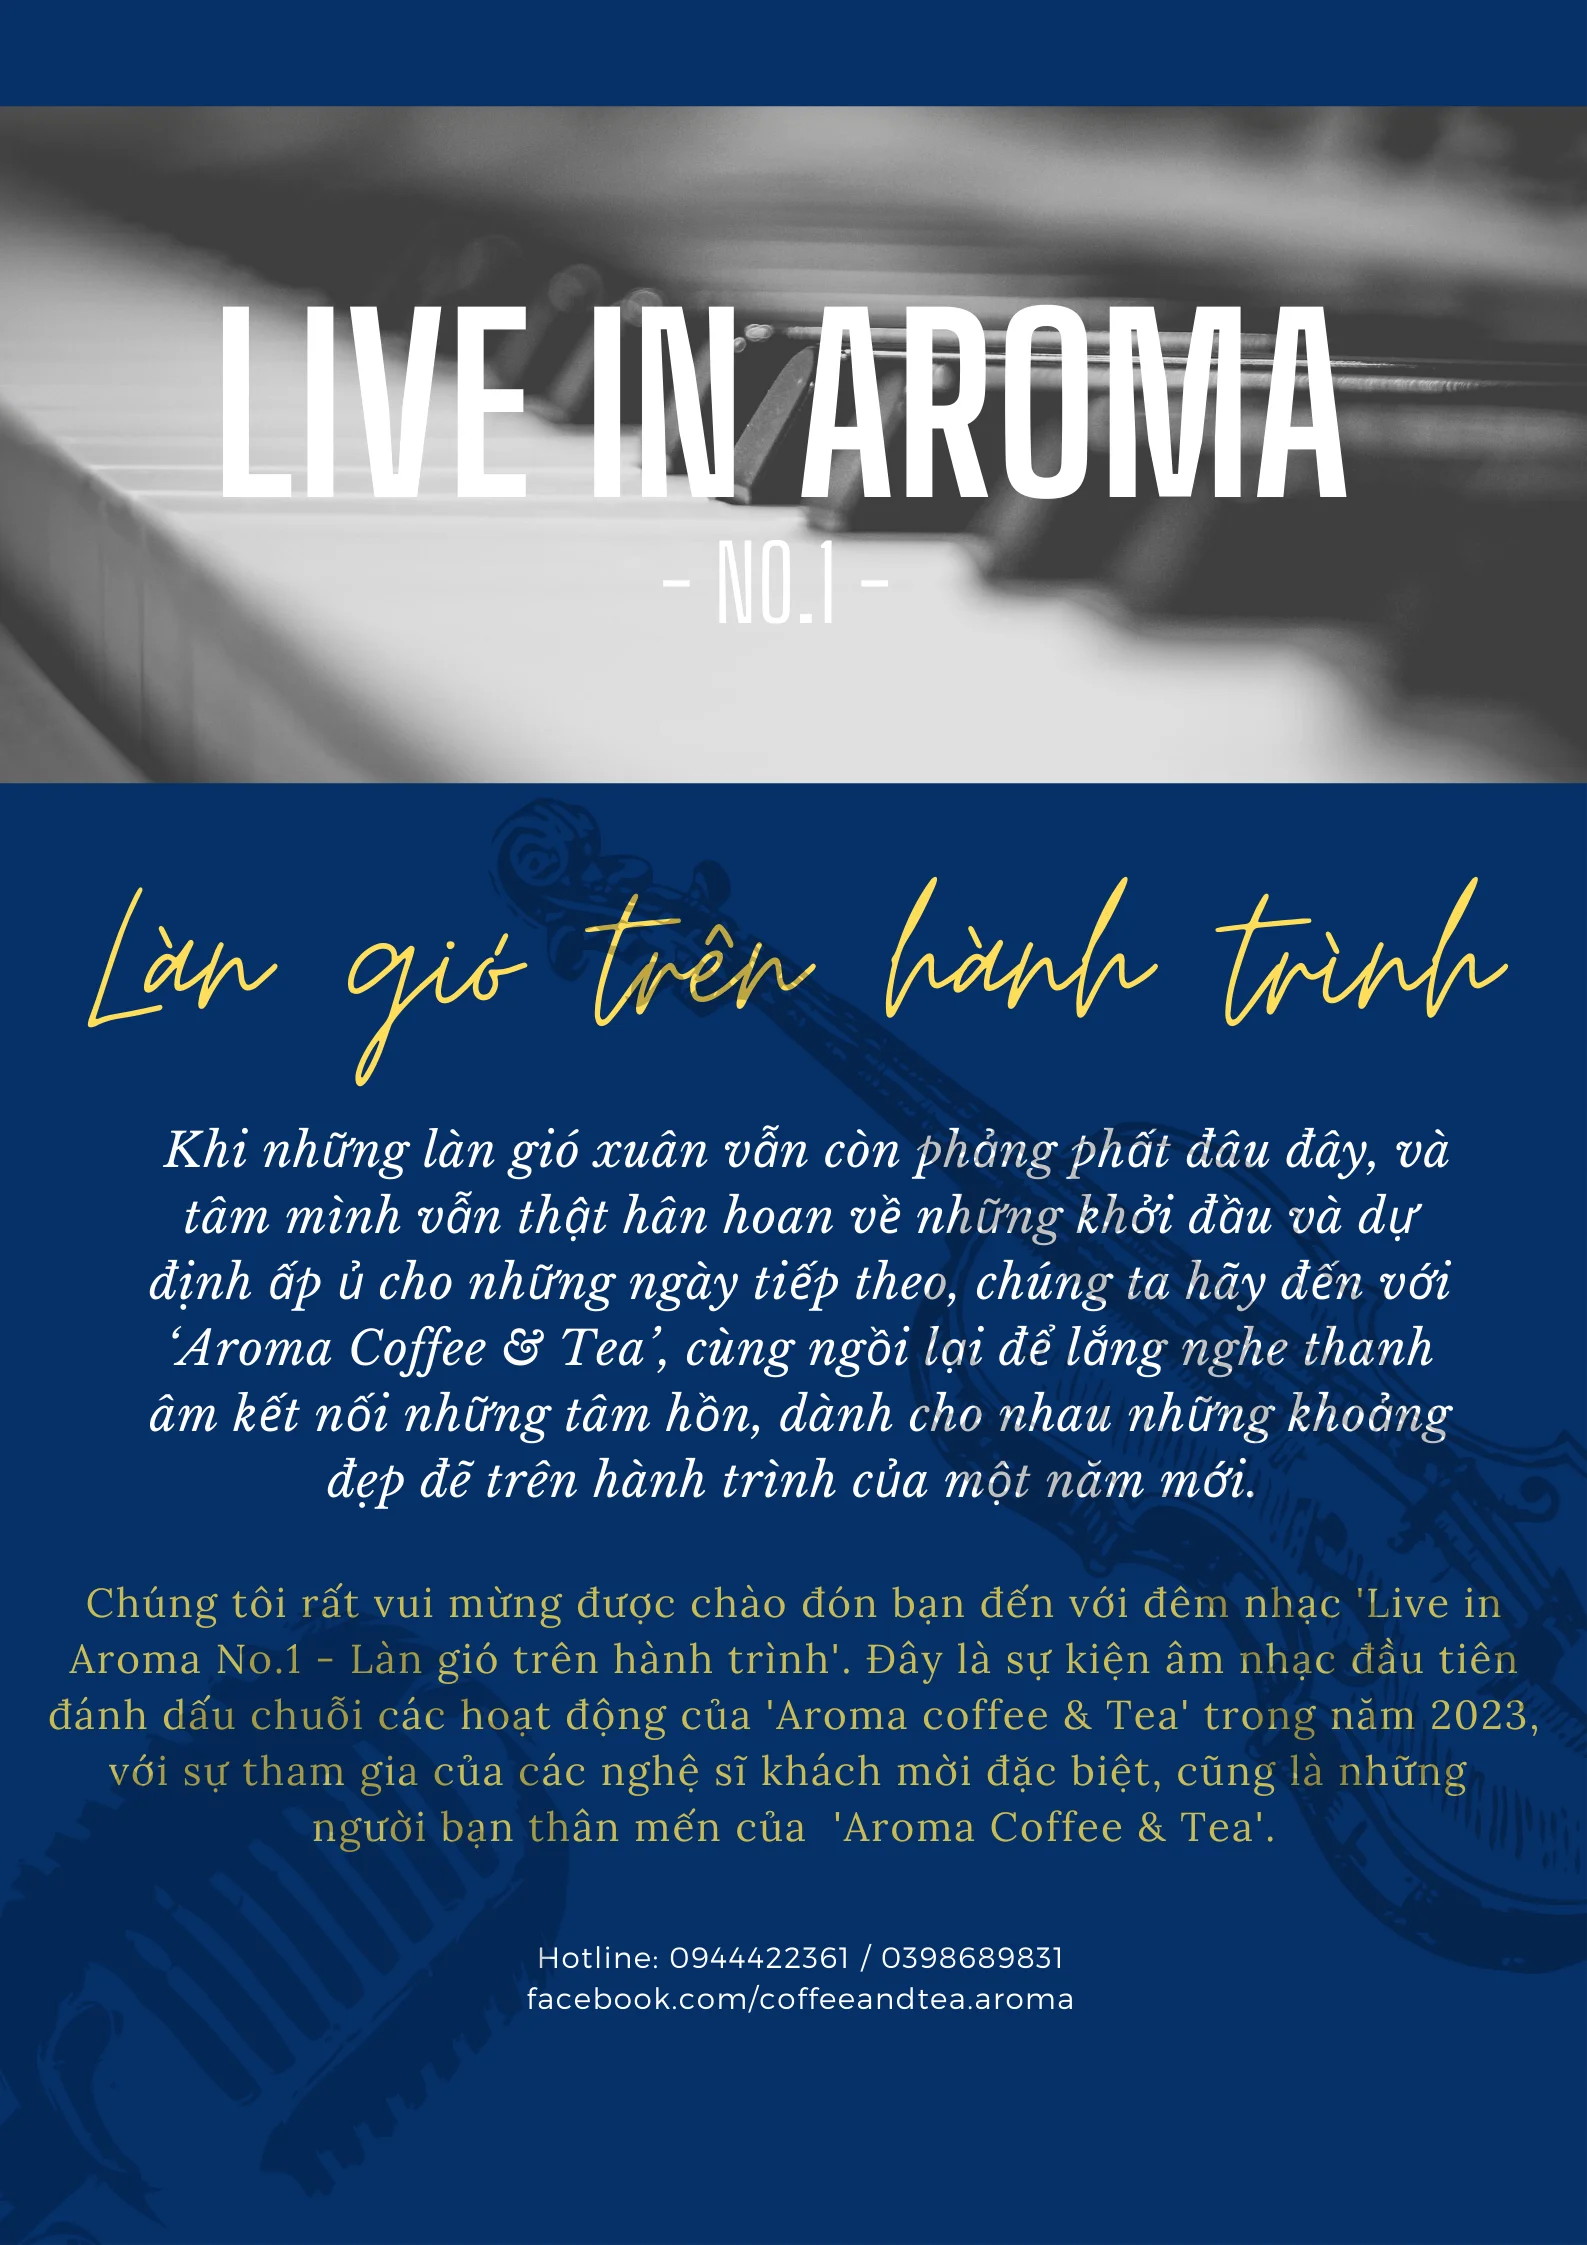 LIVE IN AROMA
- NO.1 -
Làn gió trên hành trình
Khi những làn gió xuân vẫn còn phảng phất đâu đây, và
tâm mình vẫn thật hân hoan về những khởi đầu và dự
định ấp ủ cho những ngày tiếp theo, chúng ta hãy đến với
‘Aroma Coffee & Tea’, cùng ngồi lại để lắng nghe thanh
âm kết nối những tâm hồn, dành cho nhau những khoảng
đẹp đẽ trên hành trình của một năm mới.
Chúng tôi rất vui mừng được chào đón bạn đến với đêm nhạc 'Live in
Aroma No.1 - Làn gió trên hành trình'. Đây là sự kiện âm nhạc đầu tiên
đánh dấu chuỗi các hoạt động của 'Aroma coffee & Tea' trong năm 2023,
với sự tham gia của các nghệ sĩ khách mời đặc biệt, cũng là những
người bạn thân mến của  'Aroma Coffee & Tea'.
Hotline: 0944422361 / 0398689831
facebook.com/coffeeandtea.aroma